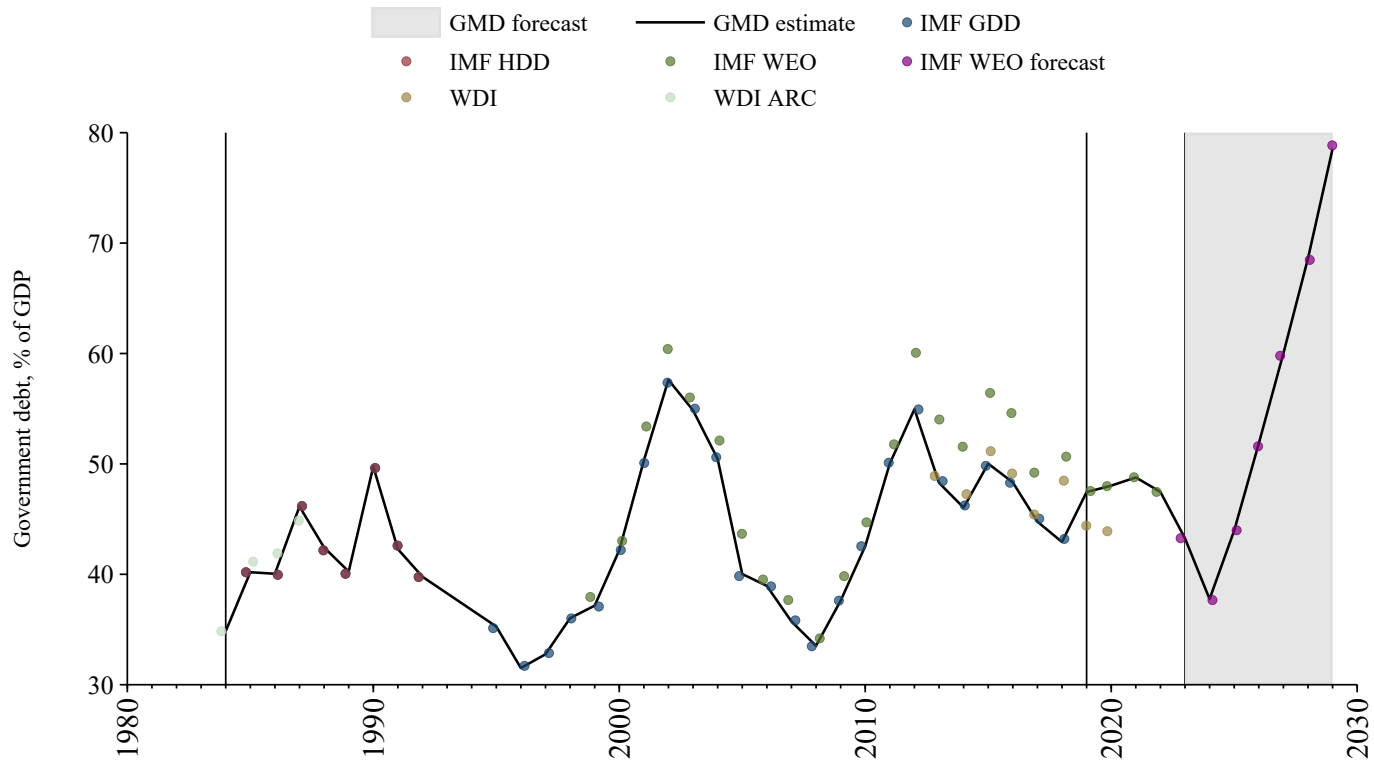 GMD forecast GMD estimate IMF GDD
IMF HDD IMF WEO IMF WEO forecast
WDI WDI ARC
Government debt, % of GDP
80
70
60
50
40
30
1980 1990 2000 2010 2020 2030